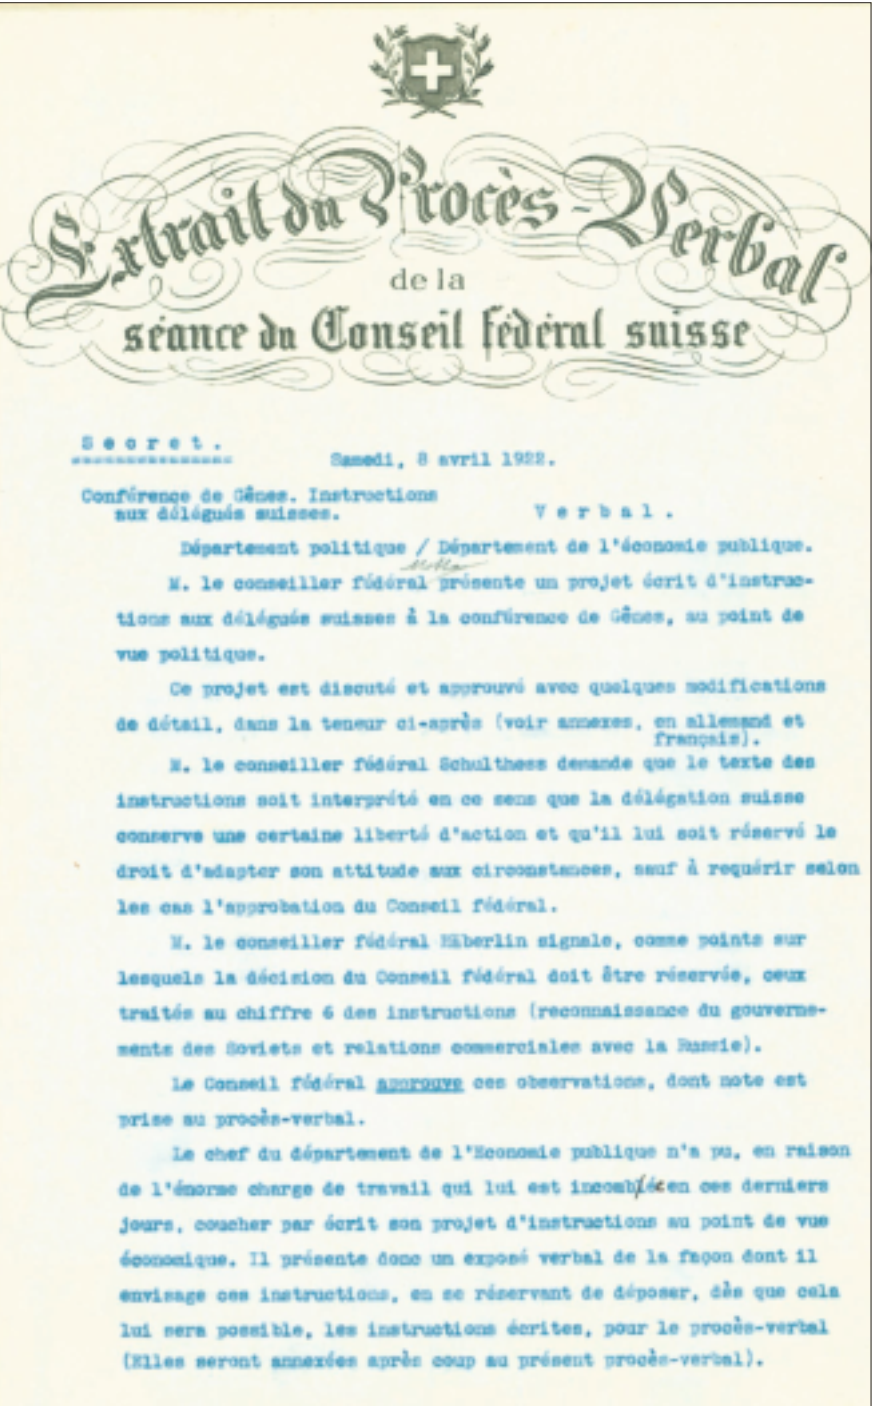 Extrait du Procès-Verbal
de la
séance du Conseil fédéral suisse
Secret.
Samedi, 8 avril 1922.
Conférence de Gênes. Instructions
aux délégués suisses.
Verbal.
Département politique / Département de l'économie publique.
Motta
M. le conseiller fédéral présente un projet écrit d'instruc-
tions aux délégués suisses à la conférence de Gênes, au point de
vue politique.
Ce projet est discuté et approuvé avec quelques modifications
de détail, dans la teneur ci-après (voir annexes, en allemand et
français).
M. le conseiller fédéral Schulthess demande que le texte des
instructions soit interprété en ce sens que la délégation suisse
conserve une certaine liberté d'action et qu'il lui soit réservé le
droit d'adapter son attitude aux circonstances, sauf à requérir selon
les cas l'approbation du Conseil fédéral.
M. le conseiller fédéral Häberlin signale, comme points sur
lesquels la décision du Conseil fédéral doit être réservée, ceux
traités au chiffre 6 des instructions (reconnaissance du gouverne-
ments des Soviets et relations commerciales avec la Russie).
Le Conseil fédéral approuve ces observations, dont note est
prise au procès-verbal.
Le chef du département de l'Economie publique n'a pu, en raison
de l'énorme charge de travail qui lui est en ces derniers
jours, coucher par écrit son projet d'instructions au point de vue
économique. Il présente donc un exposé verbal de la façon dont il
envisage ces instructions, en se réservant de déposer, dès que cela
lui sera possible, les instructions écrites, pour le procès-verbal
(Elles seront annexées après coup au présent procès-verbal).